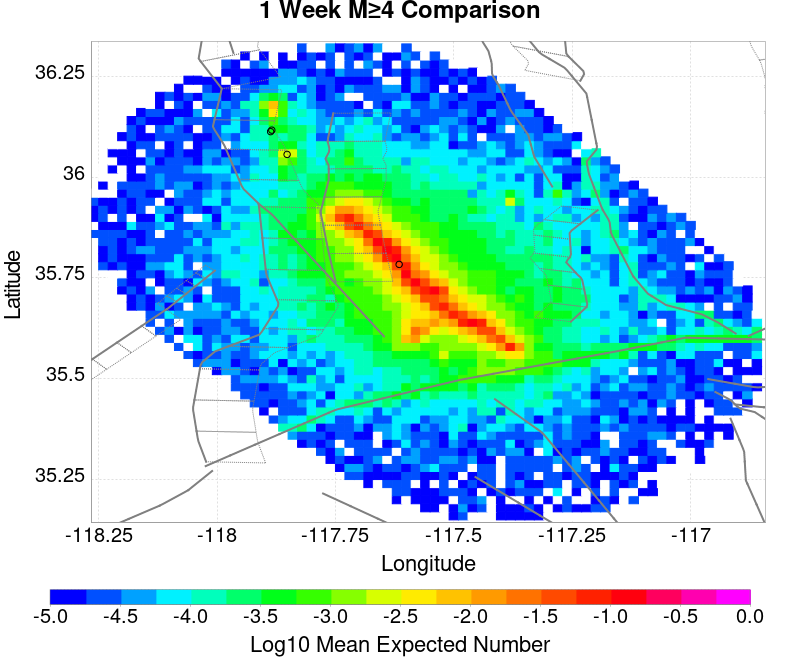 1 Week M≥4 Comparison
36.25
36
35.75
35.5
35.25
Latitude
-118.25 -118 -117.75 -117.5 -117.25 -117
Longitude
-5.0 -4.5 -4.0 -3.5 -3.0 -2.5 -2.0 -1.5 -1.0 -0.5 0.0
Log10 Mean Expected Number